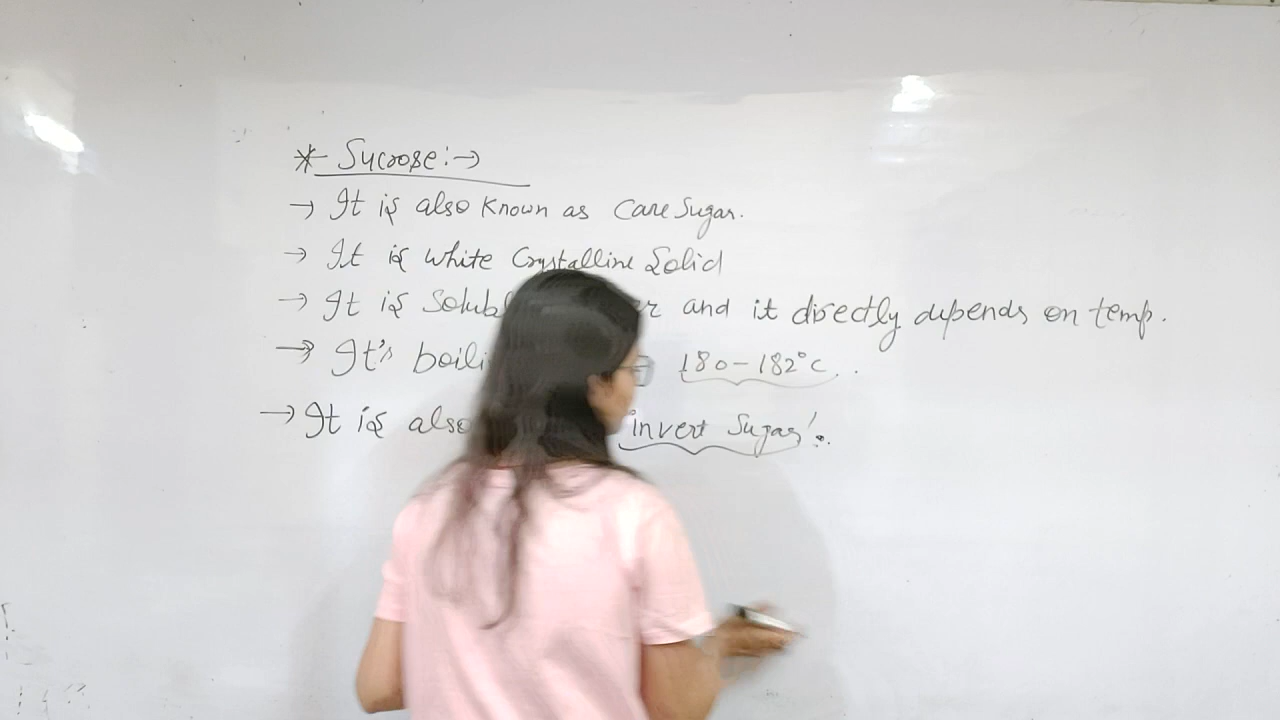 * Sucrose:→
→ It is also known as Cane Sugar.
→ It is white Crystalline Solid
→ It is Solub and it directly depends on temp.
→ It's boili 180-182°C..
→ It is also invert Sugar'.